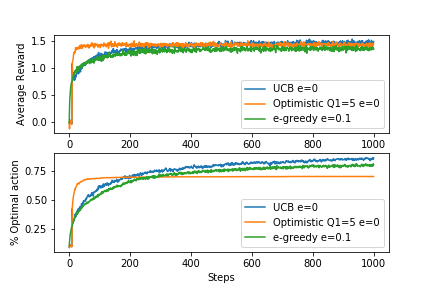 Average Reward
1.5
1.0
0.5
0.0
UCB e=0
Optimistic Q1=5 e=0
e-greedy e=0.1
0 200 400 600 800 1000
% Optimal action
0.75
0.50
0.25
UCB e=0
Optimistic Q1=5 e=0
e-greedy e=0.1
0 200 400 600 800 1000
Steps